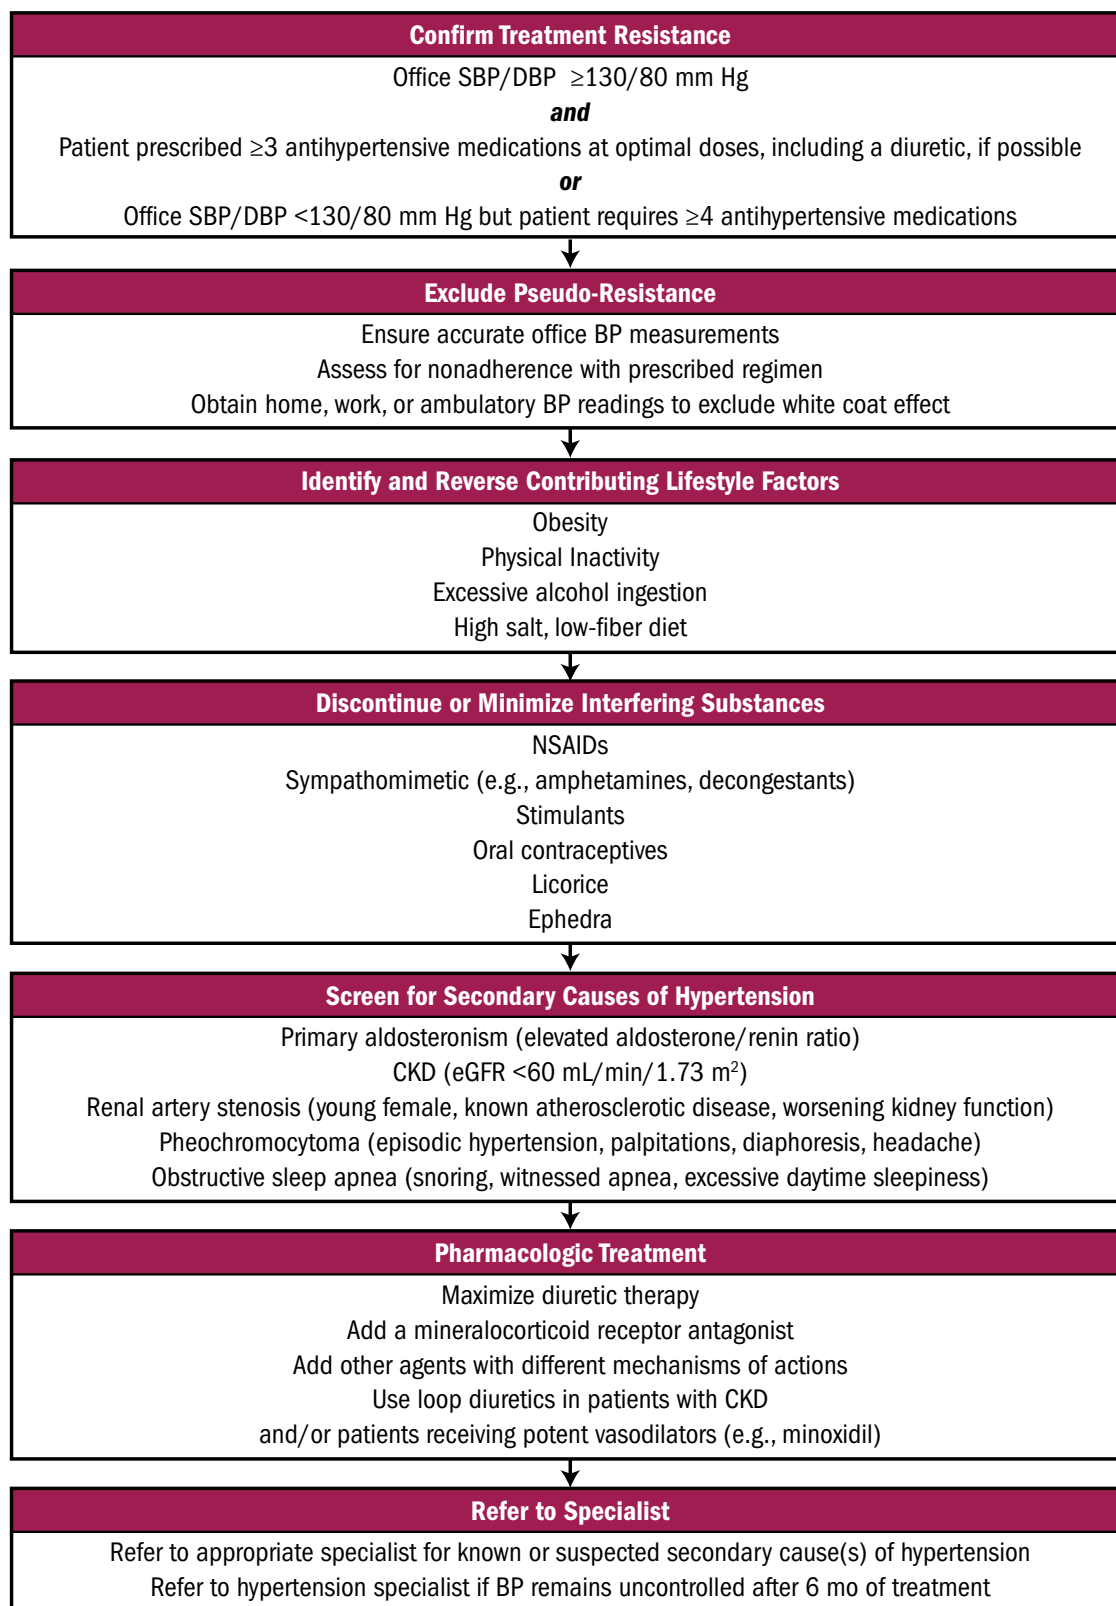 Confirm Treatment Resistance
Office SBP/DBP ≥130/80 mm Hg
and
Patient prescribed ≥3 antihypertensive medications at optimal doses, including a diuretic, if possible
or
Office SBP/DBP <130/80 mm Hg but patient requires ≥4 antihypertensive medications
Exclude Pseudo-Resistance
Ensure accurate office BP measurements
Assess for nonadherence with prescribed regimen
Obtain home, work, or ambulatory BP readings to exclude white coat effect
Identify and Reverse Contributing Lifestyle Factors
Obesity
Physical Inactivity
Excessive alcohol ingestion
High salt, low-fiber diet
Discontinue or Minimize Interfering Substances
NSAIDs
Sympathomimetic (e.g., amphetamines, decongestants)
Stimulants
Oral contraceptives
Licorice
Ephedra
Screen for Secondary Causes of Hypertension
Primary aldosteronism (elevated aldosterone/renin ratio)
CKD (eGFR <60 mL/min/1.73 m²)
Renal artery stenosis (young female, known atherosclerotic disease, worsening kidney function)
Pheochromocytoma (episodic hypertension, palpitations, diaphoresis, headache)
Obstructive sleep apnea (snoring, witnessed apnea, excessive daytime sleepiness)
Pharmacologic Treatment
Maximize diuretic therapy
Add a mineralocorticoid receptor antagonist
Add other agents with different mechanisms of actions
Use loop diuretics in patients with CKD
and/or patients receiving potent vasodilators (e.g., minoxidil)
Refer to Specialist
Refer to appropriate specialist for known or suspected secondary cause(s) of hypertension
Refer to hypertension specialist if BP remains uncontrolled after 6 mo of treatment